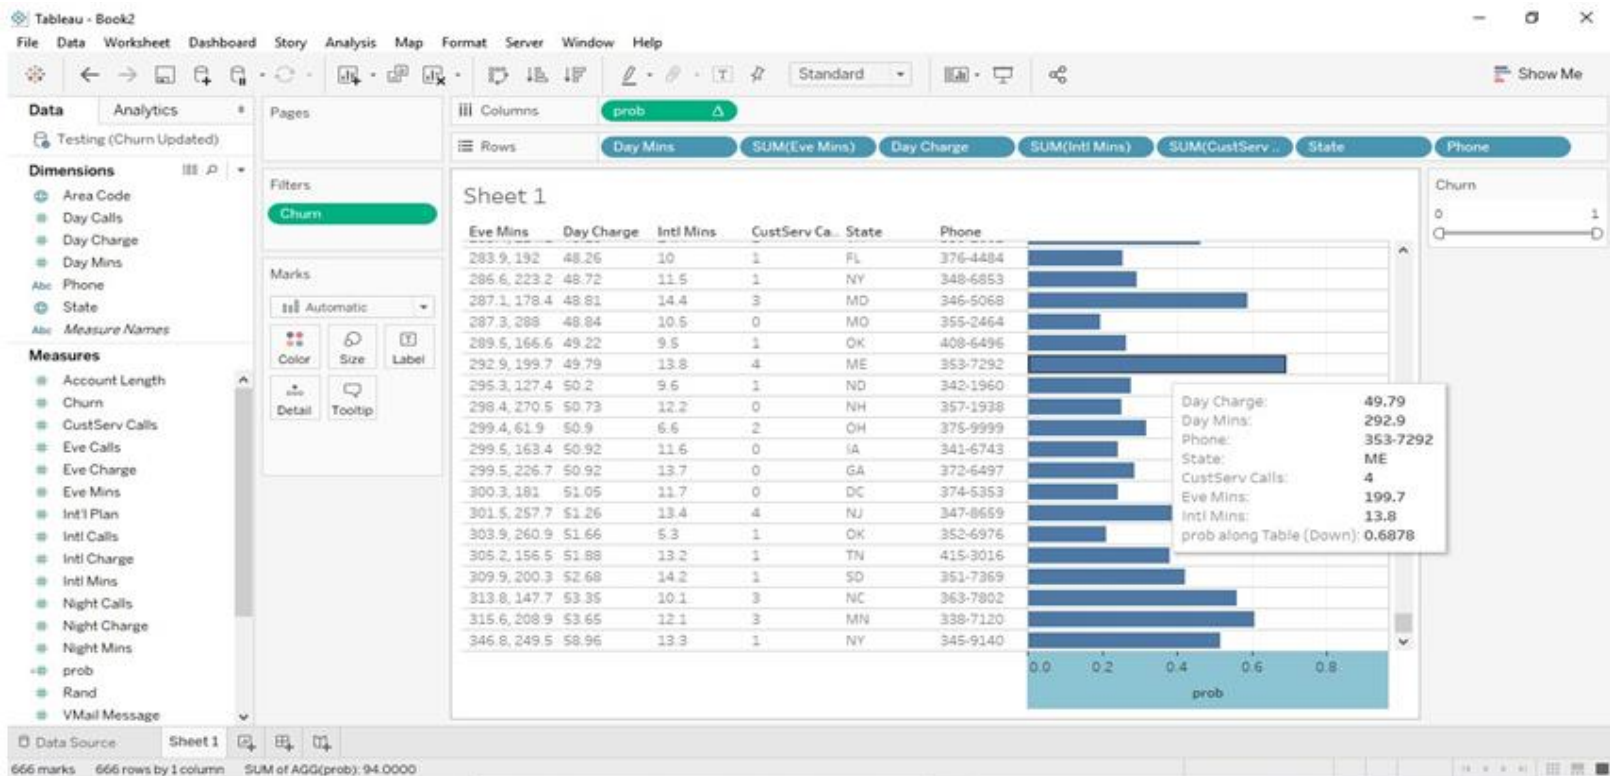 Tableau - Book2
File Data Worksheet Dashboard Story Analysis Map Format Server Window Help
Standard
Show Me
Data Analytics
Pages
Columns
prob
Testing (Churn Updated)
Rows
Day Mins SUM(Eve Mins) Day Charge SUM(Intl Mins) SUM(CustServ .. State Phone
Dimensions
Area Code
Day Calls
Day Charge
Day Mins
Abc Phone
State
Abc Measure Names
Measures
Account Length
Churn
CustServ Calls
Eve Calls
Eve Charge
Eve Mins
Int'l Plan
Intl Calls
Intl Charge
Intl Mins
Night Calls
Night Charge
Night Mins
prob
Rand
VMail Message
Filters
Churn
Marks
Automatic
Color Size Label
Detail Tooltip
Sheet 1
Eve Mins Day Charge Intl Mins CustServ Ca.. State Phone
283.9, 192 48.26 10 1 FL 376-4484
286.6, 223.2 48.72 11.5 1 NY 348-6853
287.1, 178.4 48.81 14.4 3 MD 346-5068
287.3, 288 48.84 10.5 0 MO 355-2464
289.5, 166.6 49.22 9.5 1 OK 408-6496
292.9, 199.7 49.79 13.8 4 ME 353-7292
295.3, 127.4 50.2 9.6 1 ND 342-1960
298.4, 270.5 50.73 12.2 0 NH 357-1938
299.4, 61.9 50.9 6.6 2 OH 375-9999
299.5, 163.4 50.92 11.6 0 IA 341-6743
299.5, 226.7 50.92 13.7 0 GA 372-6497
300.3, 181 51.05 11.7 0 DC 374-5353
301.5, 257.7 51.26 13.4 4 NJ 347-8659
303.9, 260.9 51.66 5.3 1 OK 352-6976
305.2, 156.5 51.88 13.2 1 TN 415-3016
309.9, 200.3 52.68 14.2 1 SD 351-7369
313.8, 147.7 53.35 10.1 3 NC 363-7802
315.6, 208.9 53.65 12.1 3 MN 338-7120
346.8, 249.5 58.96 13.3 1 NY 345-9140
0.0 0.2 0.4 0.6 0.8
prob
Day Charge: 49.79
Day Mins: 292.9
Phone: 353-7292
State: ME
CustServ Calls: 4
Eve Mins: 199.7
Intl Mins: 13.8
prob along Table (Down): 0.6878
Churn
0 1
Data Source Sheet 1
666 marks 666 rows by 1 column SUM of AGG(prob): 94.0000